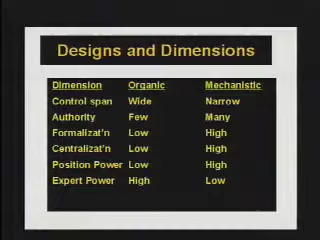 Designs and Dimensions
Dimension Organic Mechanistic
Control span Wide Narrow
Authority Few Many
Formalizat'n Low High
Centralizat'n Low High
Position Power Low High
Expert Power High Low